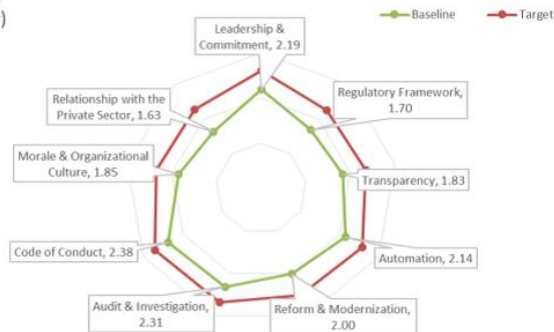 )
Baseline
Target
Leadership &
Commitment, 2.19
Regulatory Framework,
1.70
Transparency, 1.83
Automation, 2.14
Reform & Modernization,
2.00
Audit & Investigation,
2.31
Code of Conduct, 2.38
Morale & Organizational
Culture, 1.85
Relationship with the
Private Sector, 1.63